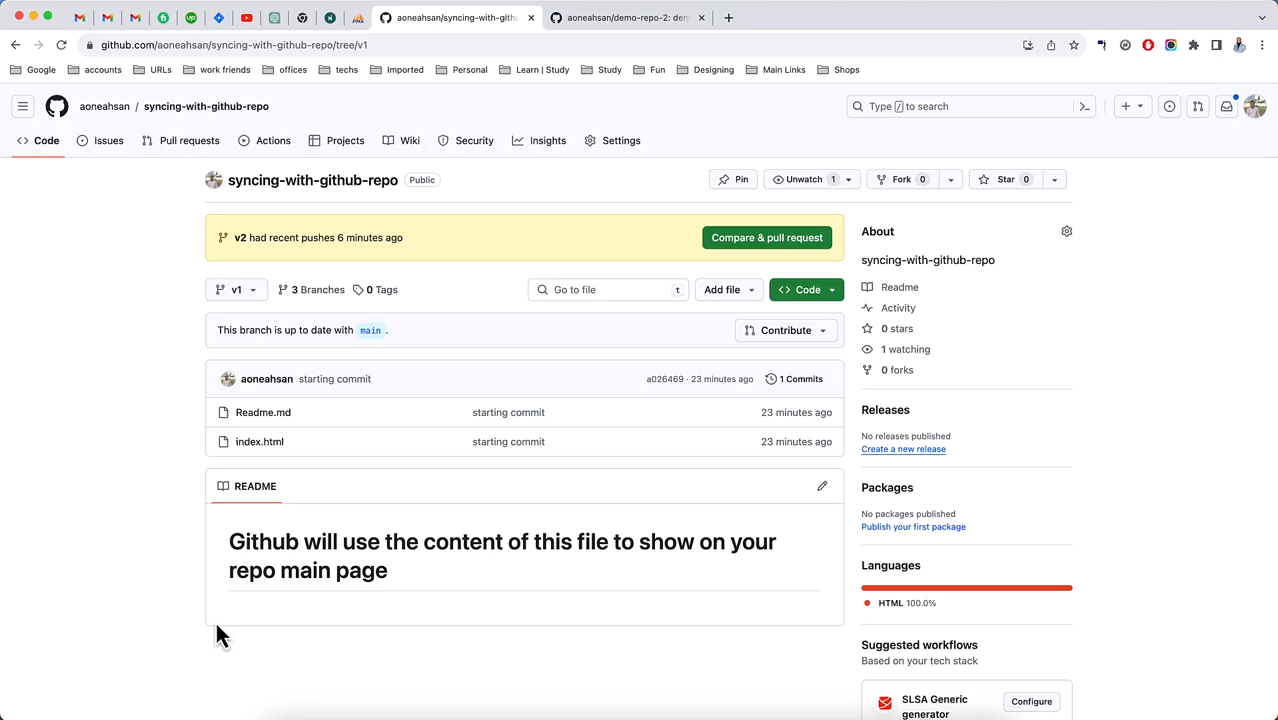 aoneahsan/syncing-with-github
aoneahsan/demo-repo-2: dem
github.com/aoneahsan/syncing-with-github-repo/tree/v1
Google accounts URLs work friends offices techs Imported Personal Learn | Study Study Fun Designing Main Links Shops
aoneahsan / syncing-with-github-repo
Type / to search
Code Issues Pull requests Actions Projects Wiki Security Insights Settings
syncing-with-github-repo Public
Pin Unwatch 1 Fork 0 Star 0
v2 had recent pushes 6 minutes ago
Compare & pull request
v1 3 Branches 0 Tags
Go to file t Add file Code
This branch is up to date with main .
Contribute
aoneahsan starting commit a026469 · 23 minutes ago 1 Commits
Readme.md starting commit 23 minutes ago
index.html starting commit 23 minutes ago
README
Github will use the content of this file to show on your
repo main page
About
syncing-with-github-repo
Readme
Activity
0 stars
1 watching
0 forks
Releases
No releases published
Create a new release
Packages
No packages published
Publish your first package
Languages
HTML 100.0%
Suggested workflows
Based on your tech stack
SLSA Generic
generator
Configure